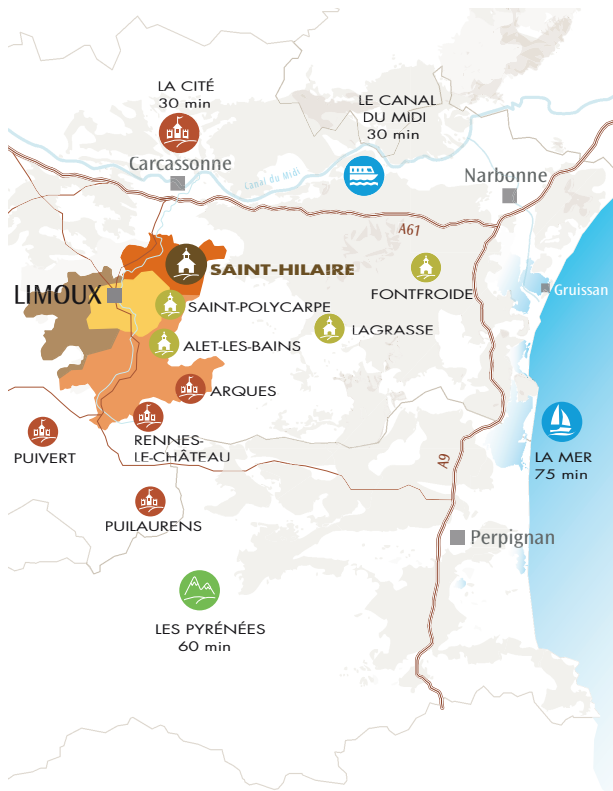 LA CITÉ
30 min
LE CANAL
DU MIDI
30 min
Carcassonne
Canal du Midi
Narbonne
A61
SAINT-HILAIRE
FONTFROIDE
Gruissan
LIMOUX
SAINT-POLYCARPE
LAGRASSE
ALET-LES-BAINS
ARQUES
PUIVERT
RENNES-
LE-CHÂTEAU
A9
LA MER
75 min
PUILAURENS
Perpignan
LES PYRÉNÉES
60 min